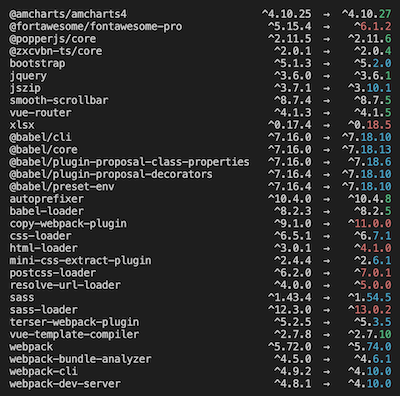 @amcharts/amcharts4 ^4.10.25 → ^4.10.27
@fortawesome/fontawesome-pro ^5.15.4 → ^6.1.2
@popperjs/core ^2.11.5 → ^2.11.6
@zxcvbn-ts/core ^2.0.1 → ^2.0.4
bootstrap ^5.1.3 → ^5.2.0
jquery ^3.6.0 → ^3.6.1
jszip ^3.7.1 → ^3.10.1
smooth-scrollbar ^8.7.4 → ^8.7.5
vue-router ^4.1.3 → ^4.1.5
xlsx ^0.17.4 → ^0.18.5
@babel/cli ^7.16.0 → ^7.18.10
@babel/core ^7.16.0 → ^7.18.13
@babel/plugin-proposal-class-properties ^7.16.0 → ^7.18.6
@babel/plugin-proposal-decorators ^7.16.4 → ^7.18.10
@babel/preset-env ^7.16.4 → ^7.18.10
autoprefixer ^10.4.0 → ^10.4.8
babel-loader ^8.2.3 → ^8.2.5
copy-webpack-plugin ^9.1.0 → ^11.0.0
css-loader ^6.5.1 → ^6.7.1
html-loader ^3.0.1 → ^4.1.0
mini-css-extract-plugin ^2.4.4 → ^2.6.1
postcss-loader ^6.2.0 → ^7.0.1
resolve-url-loader ^4.0.0 → ^5.0.0
sass ^1.43.4 → ^1.54.5
sass-loader ^12.3.0 → ^13.0.2
terser-webpack-plugin ^5.2.5 → ^5.3.5
vue-template-compiler ^2.7.8 → ^2.7.10
webpack ^5.72.0 → ^5.74.0
webpack-bundle-analyzer ^4.5.0 → ^4.6.1
webpack-cli ^4.9.2 → ^4.10.0
webpack-dev-server ^4.8.1 → ^4.10.0